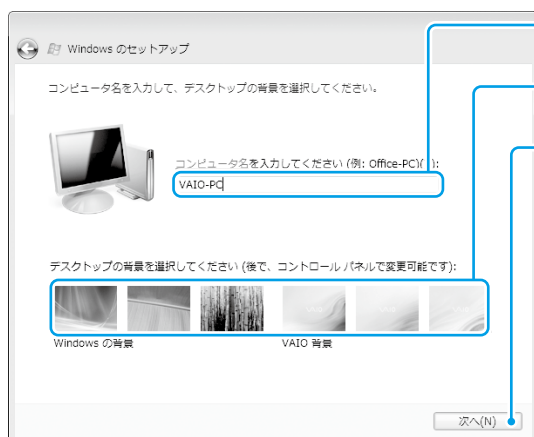 Windows のセットアップ
コンピュータ名を入力して、デスクトップの背景を選択してください。
コンピュータ名を入力してください (例: Office-PC)( ):
VAIO-PC
デスクトップの背景を選択してください (後で、コントロール パネルで変更可能です):
Windows の背景
VAIO 背景
次へ(N)